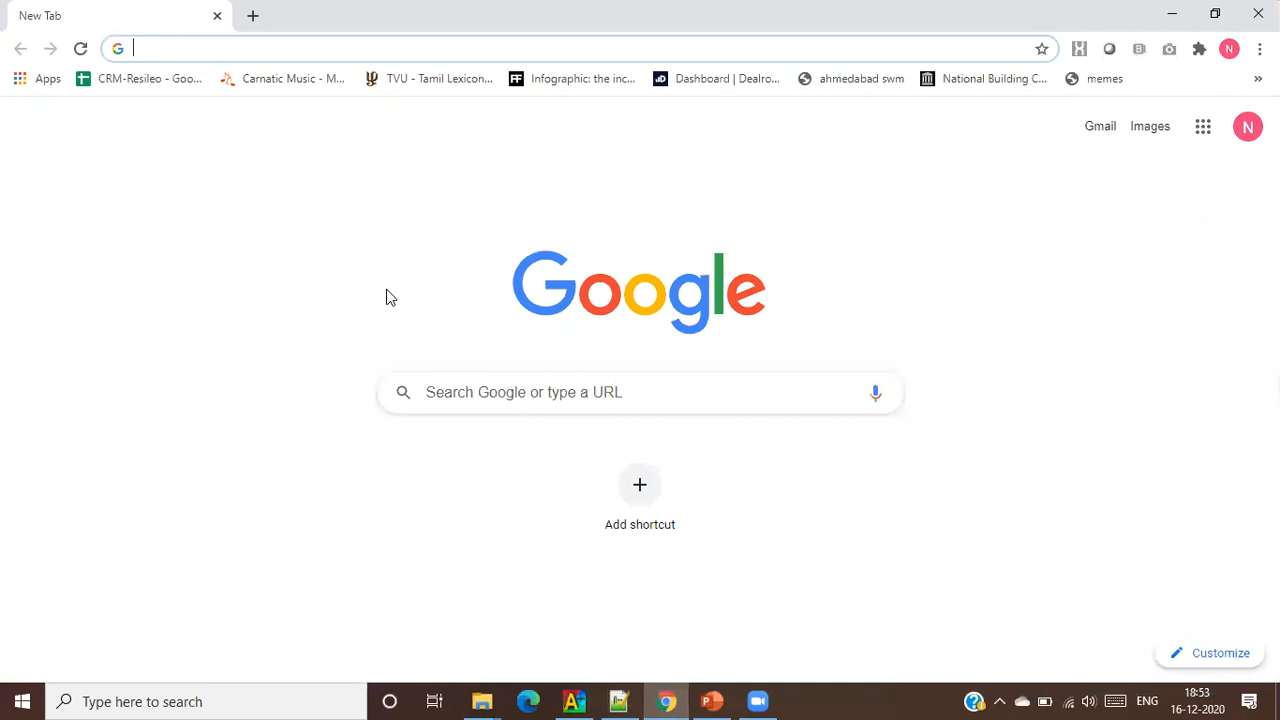 New Tab
Apps
CRM-Resileo - Goo...
Carnatic Music - M...
TVU - Tamil Lexicon...
FF
Infographic: the inc...
Dashboard | Dealro...
ahmedabad swm
National Building C...
memes
»
Gmail
Images
N
Google
Search Google or type a URL
Add shortcut
Customize
Type here to search
ENG
18:53
16-12-2020